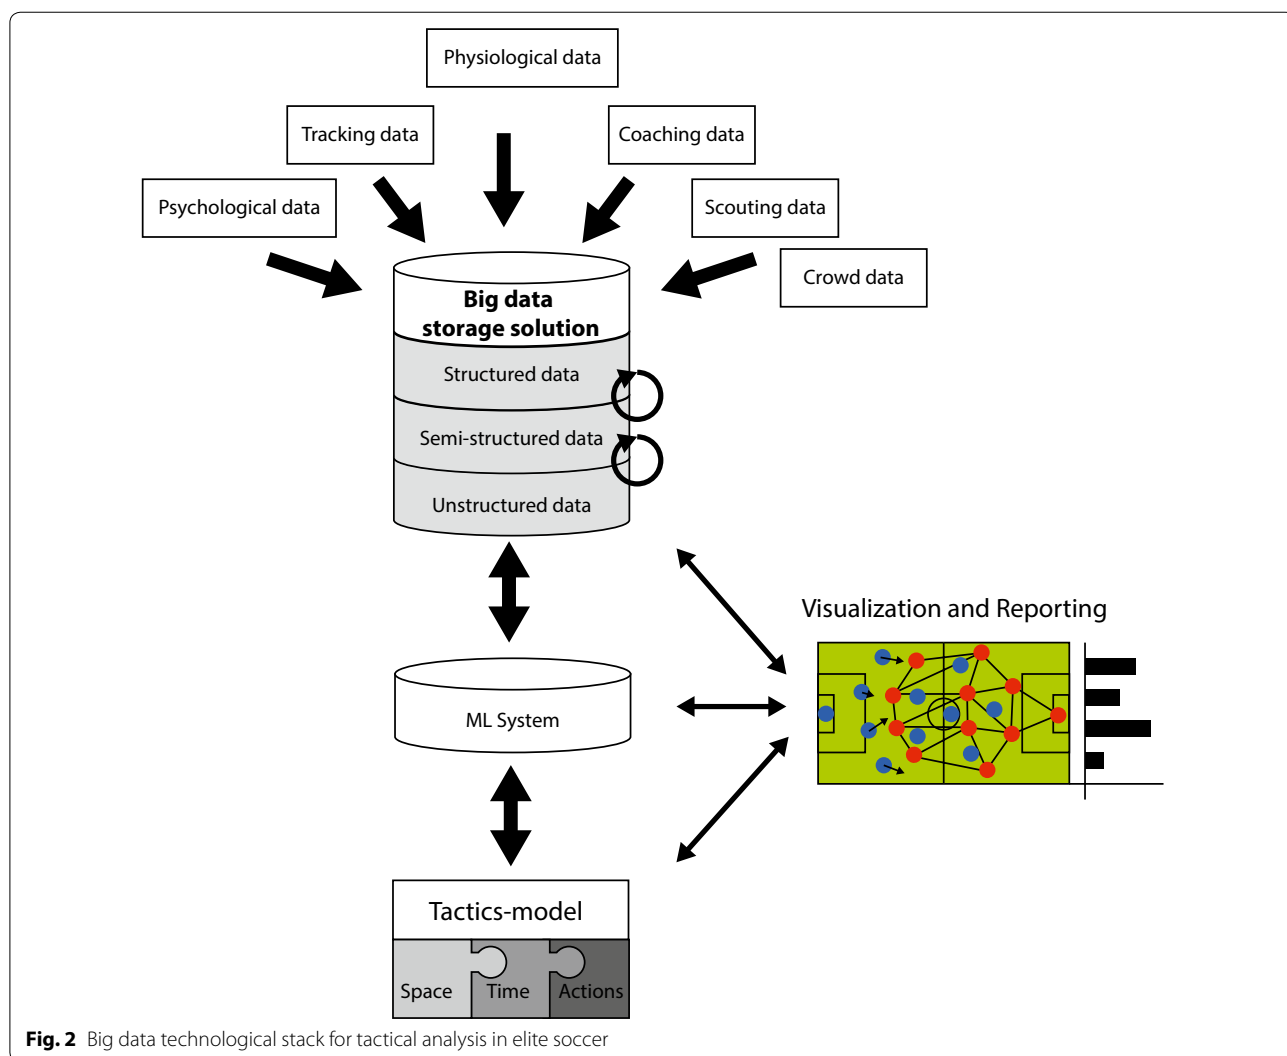 Physiological data
Tracking data
Coaching data
Psychological data
Scouting data
Crowd data
Big data
storage solution
Structured data
Semi-structured data
Unstructured data
Visualization and Reporting
ML System
Tactics-model
Space
Time
Actions
Fig. 2 Big data technological stack for tactical analysis in elite soccer